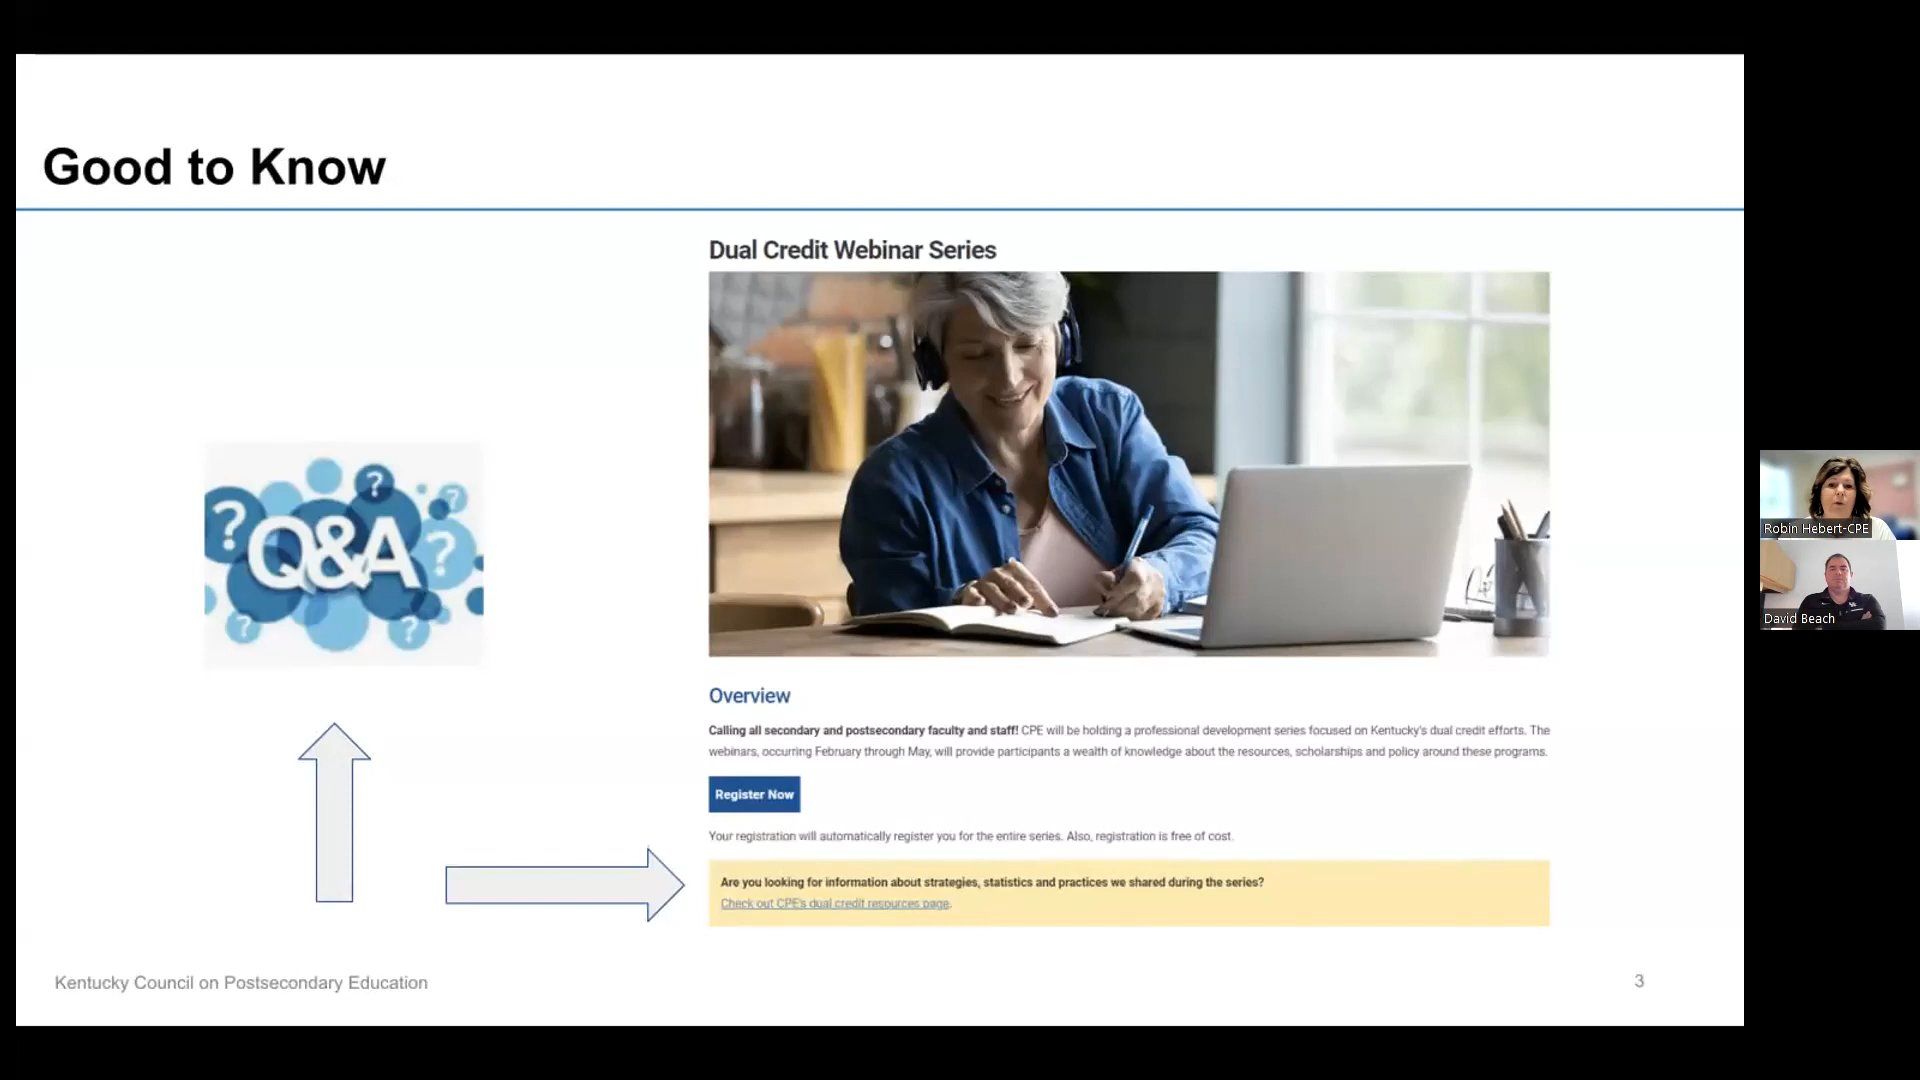 Good to Know
Dual Credit Webinar Series
? ? ? ? ? ?
Q&A
Overview
Calling all secondary and postsecondary faculty and staff! CPE will be holding a professional development series focused on Kentucky's dual credit efforts. The
webinars, occurring February through May, will provide participants a wealth of knowledge about the resources, scholarships and policy around these programs.
Register Now
Your registration will automatically register you for the entire series. Also, registration is free of cost.
Are you looking for information about strategies, statistics and practices we shared during the series?
Check out CPE's dual credit resources page.
Kentucky Council on Postsecondary Education
3
Robin Hebert-CPE
David Beach